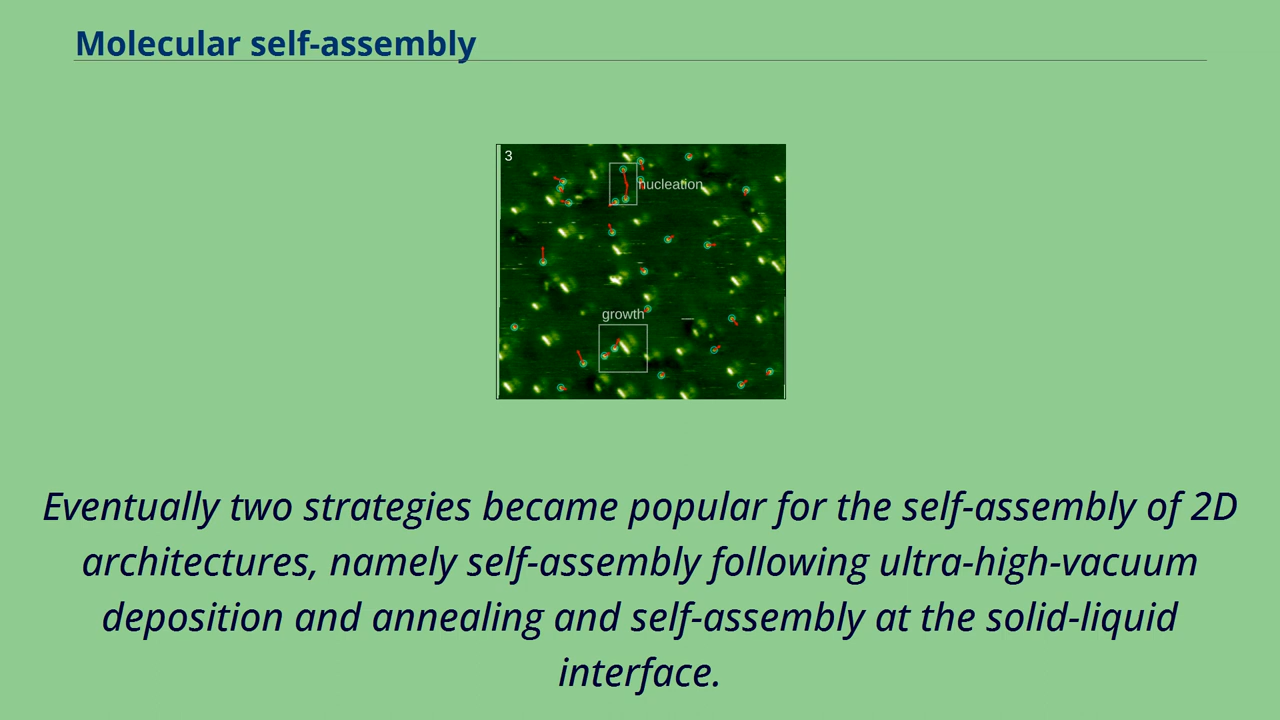 Molecular self-assembly
3
nucleation
growth
Eventually two strategies became popular for the self-assembly of 2D
architectures, namely self-assembly following ultra-high-vacuum
deposition and annealing and self-assembly at the solid-liquid
interface.